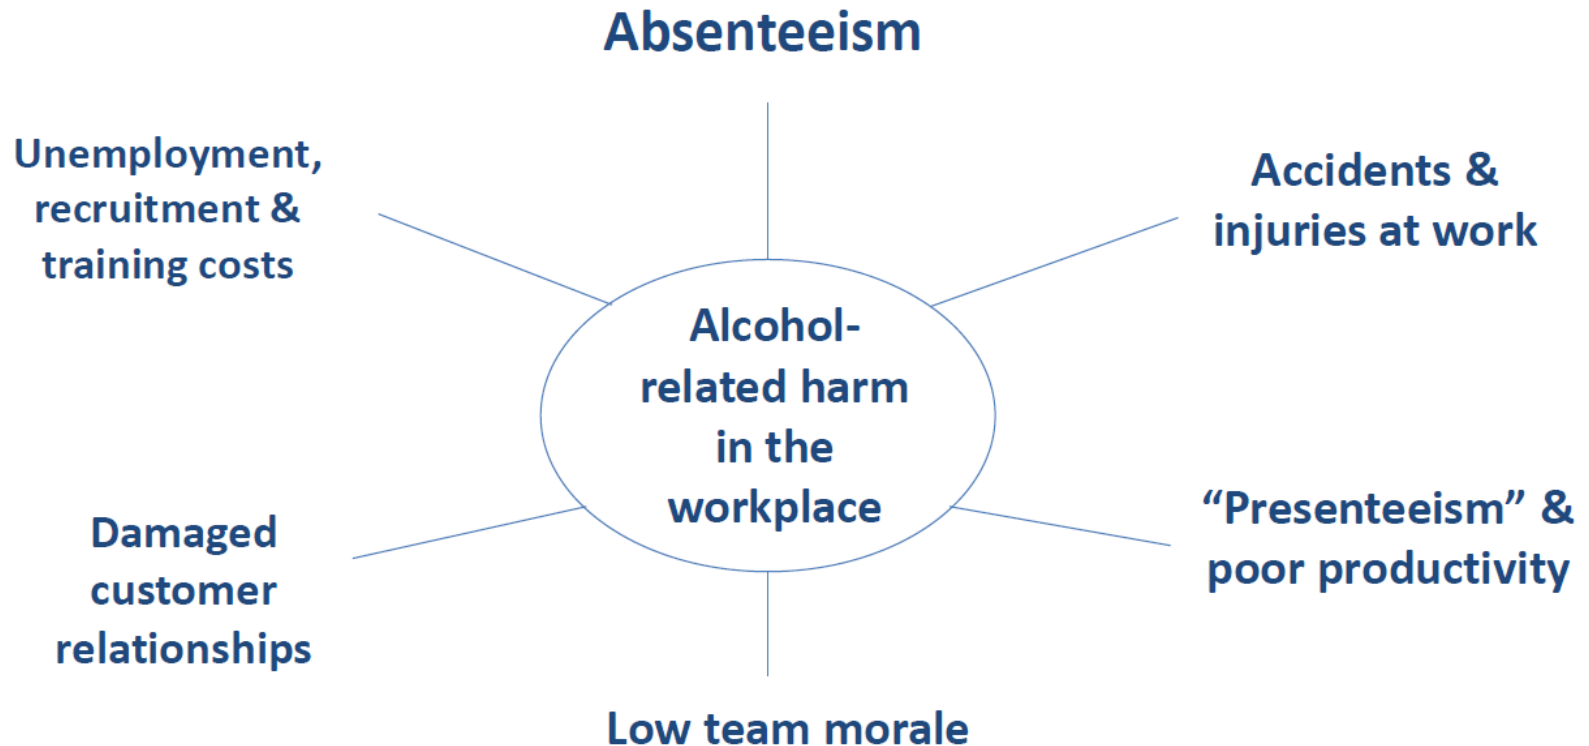 Absenteeism
Unemployment,
recruitment &
training costs
Accidents &
injuries at work
Alcohol-
related harm
in the
workplace
Damaged
customer
relationships
“Presenteeism” &
poor productivity
Low team morale